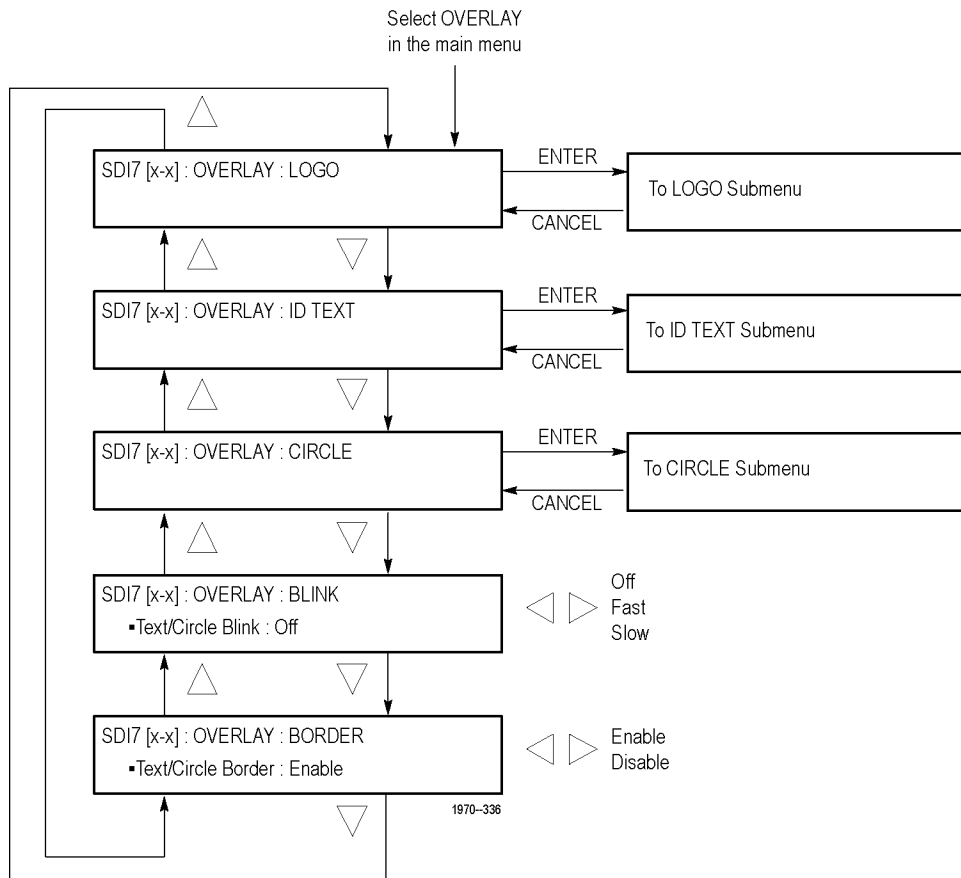 Select OVERLAY
in the main menu
SDI7 [x-x] : OVERLAY : LOGO
ENTER
CANCEL
To LOGO Submenu
SDI7 [x-x] : OVERLAY : ID TEXT
ENTER
CANCEL
To ID TEXT Submenu
SDI7 [x-x] : OVERLAY : CIRCLE
ENTER
CANCEL
To CIRCLE Submenu
SDI7 [x-x] : OVERLAY : BLINK
▪Text/Circle Blink : Off
Off
Fast
Slow
SDI7 [x-x] : OVERLAY : BORDER
▪Text/Circle Border : Enable
Enable
Disable
1970--336